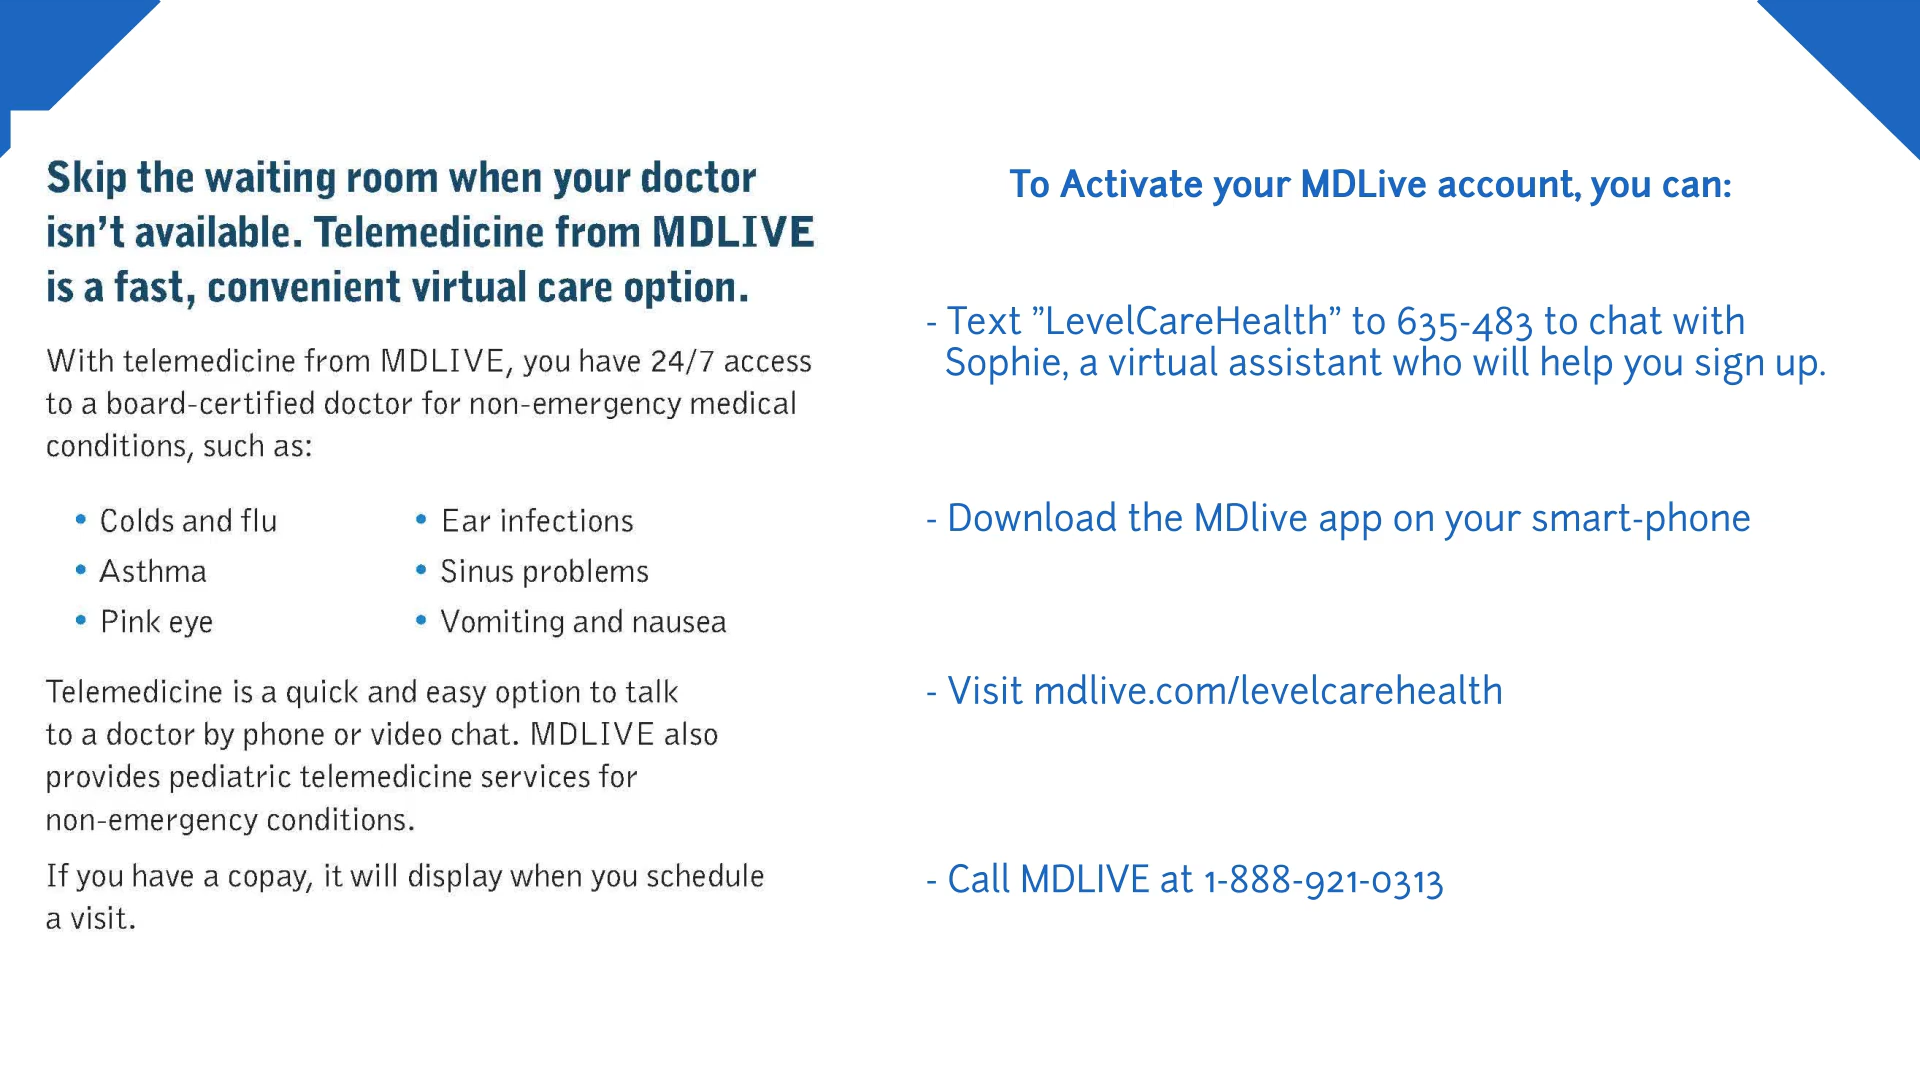 Skip the waiting room when your doctor
isn't available. Telemedicine from MDLIVE
is a fast, convenient virtual care option.
With telemedicine from MDLIVE, you have 24/7 access
to a board-certified doctor for non-emergency medical
conditions, such as:
• Colds and flu
• Asthma
• Pink eye
• Ear infections
• Sinus problems
• Vomiting and nausea
Telemedicine is a quick and easy option to talk
to a doctor by phone or video chat. MDLIVE also
provides pediatric telemedicine services for
non-emergency conditions.
If you have a copay, it will display when you schedule
a visit.
To Activate your MDLive account, you can:
- Text ”LevelCareHealth” to 635-483 to chat with
Sophie, a virtual assistant who will help you sign up.
- Download the MDlive app on your smart-phone
- Visit mdlive.com/levelcarehealth
- Call MDLIVE at 1-888-921-0313